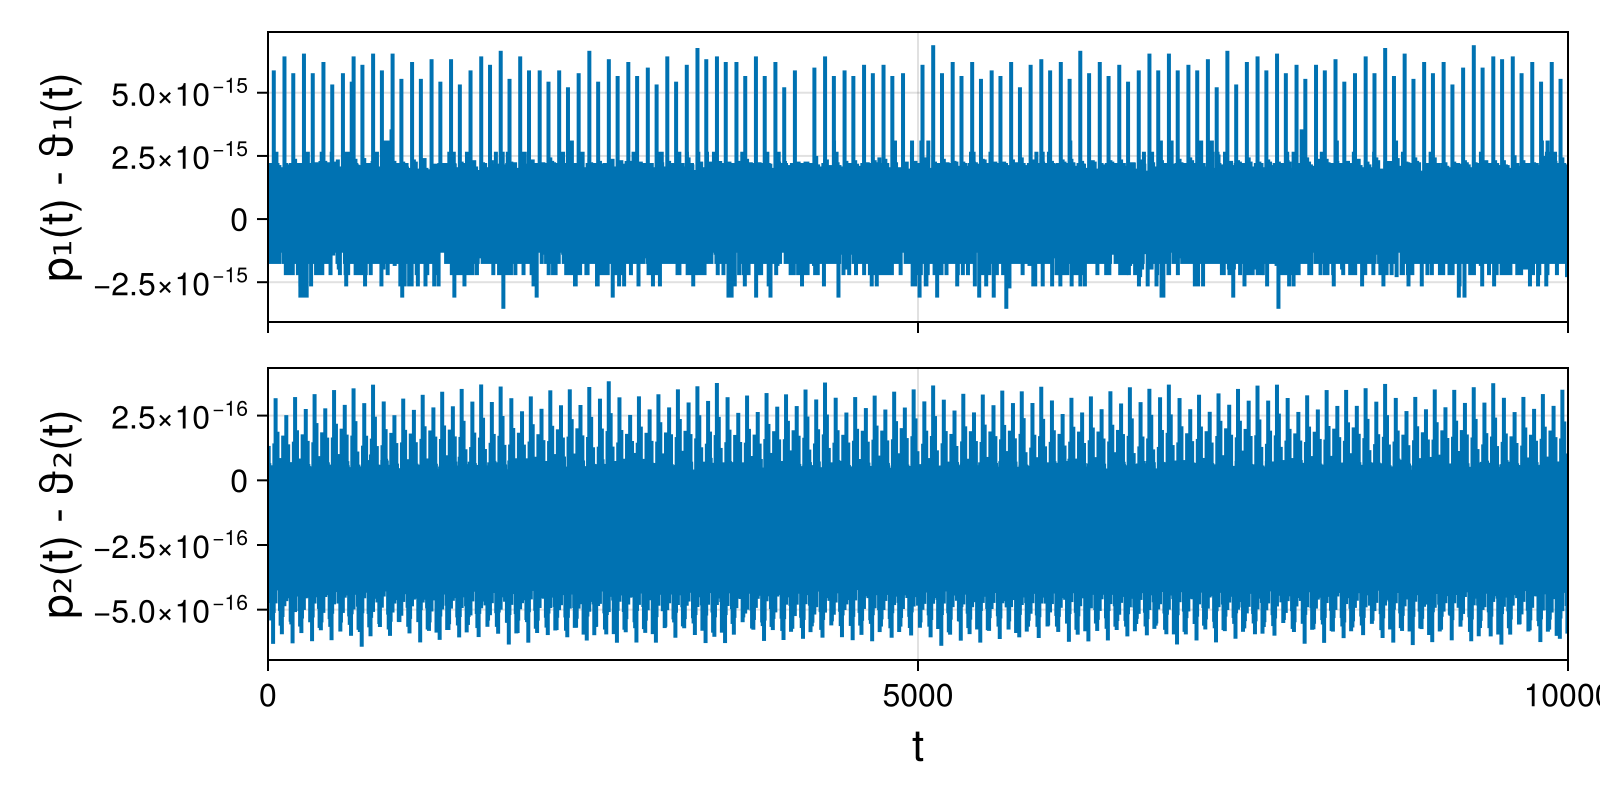 p₁(t) - ϑ₁(t)
5.0×10⁻¹⁵
2.5×10⁻¹⁵
0
−2.5×10⁻¹⁵
p₂(t) - ϑ₂(t)
2.5×10⁻¹⁶
0
−2.5×10⁻¹⁶
−5.0×10⁻¹⁶
0 5000 10000
t